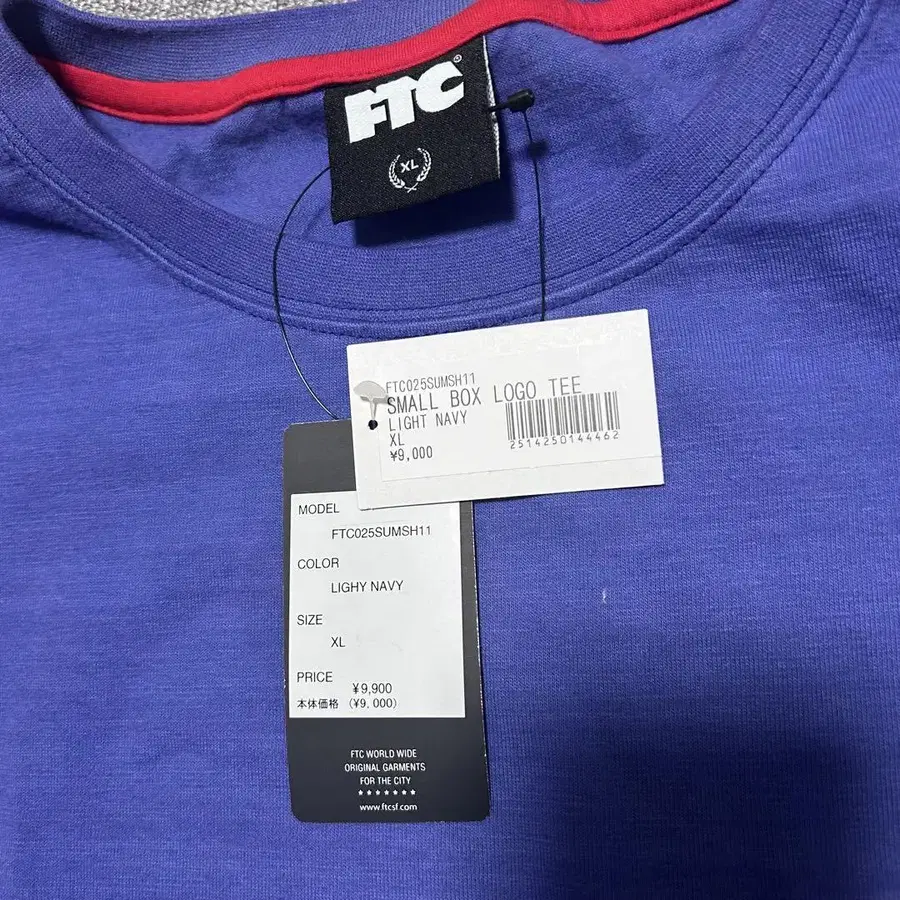 FTC®
XL
FTC025SUMSH11
SMALL BOX LOGO TEE
LIGHT NAVY
XL
¥9,000
2514250144462
MODEL
FTC025SUMSH11
COLOR
LIGHY NAVY
SIZE
XL
PRICE
¥9,900
本体価格 (¥9,000)
FTC WORLD WIDE
ORIGINAL GARMENTS
FOR THE CITY
★★★★★★★
www.ftcsf.com